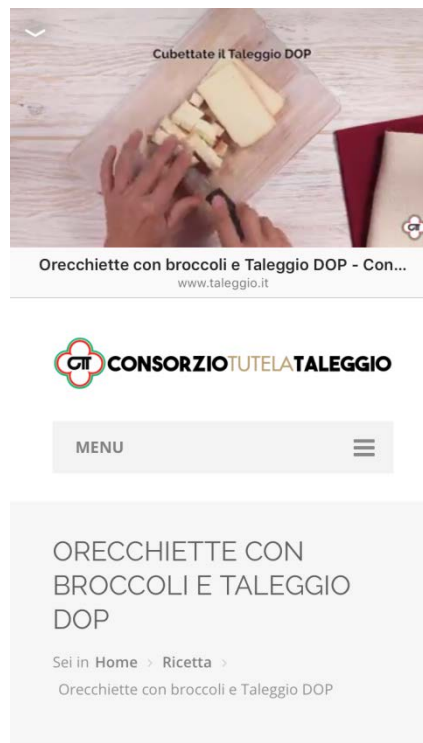 Cubettate il Taleggio DOP
Orecchiette con broccoli e Taleggio DOP - Con...
www.taleggio.it
CONSORZIOTUTELATALEGGIO
MENU
ORECCHIETTE CON
BROCCOLI E TALEGGIO
DOP
Sei in Home > Ricetta >
Orecchiette con broccoli e Taleggio DOP